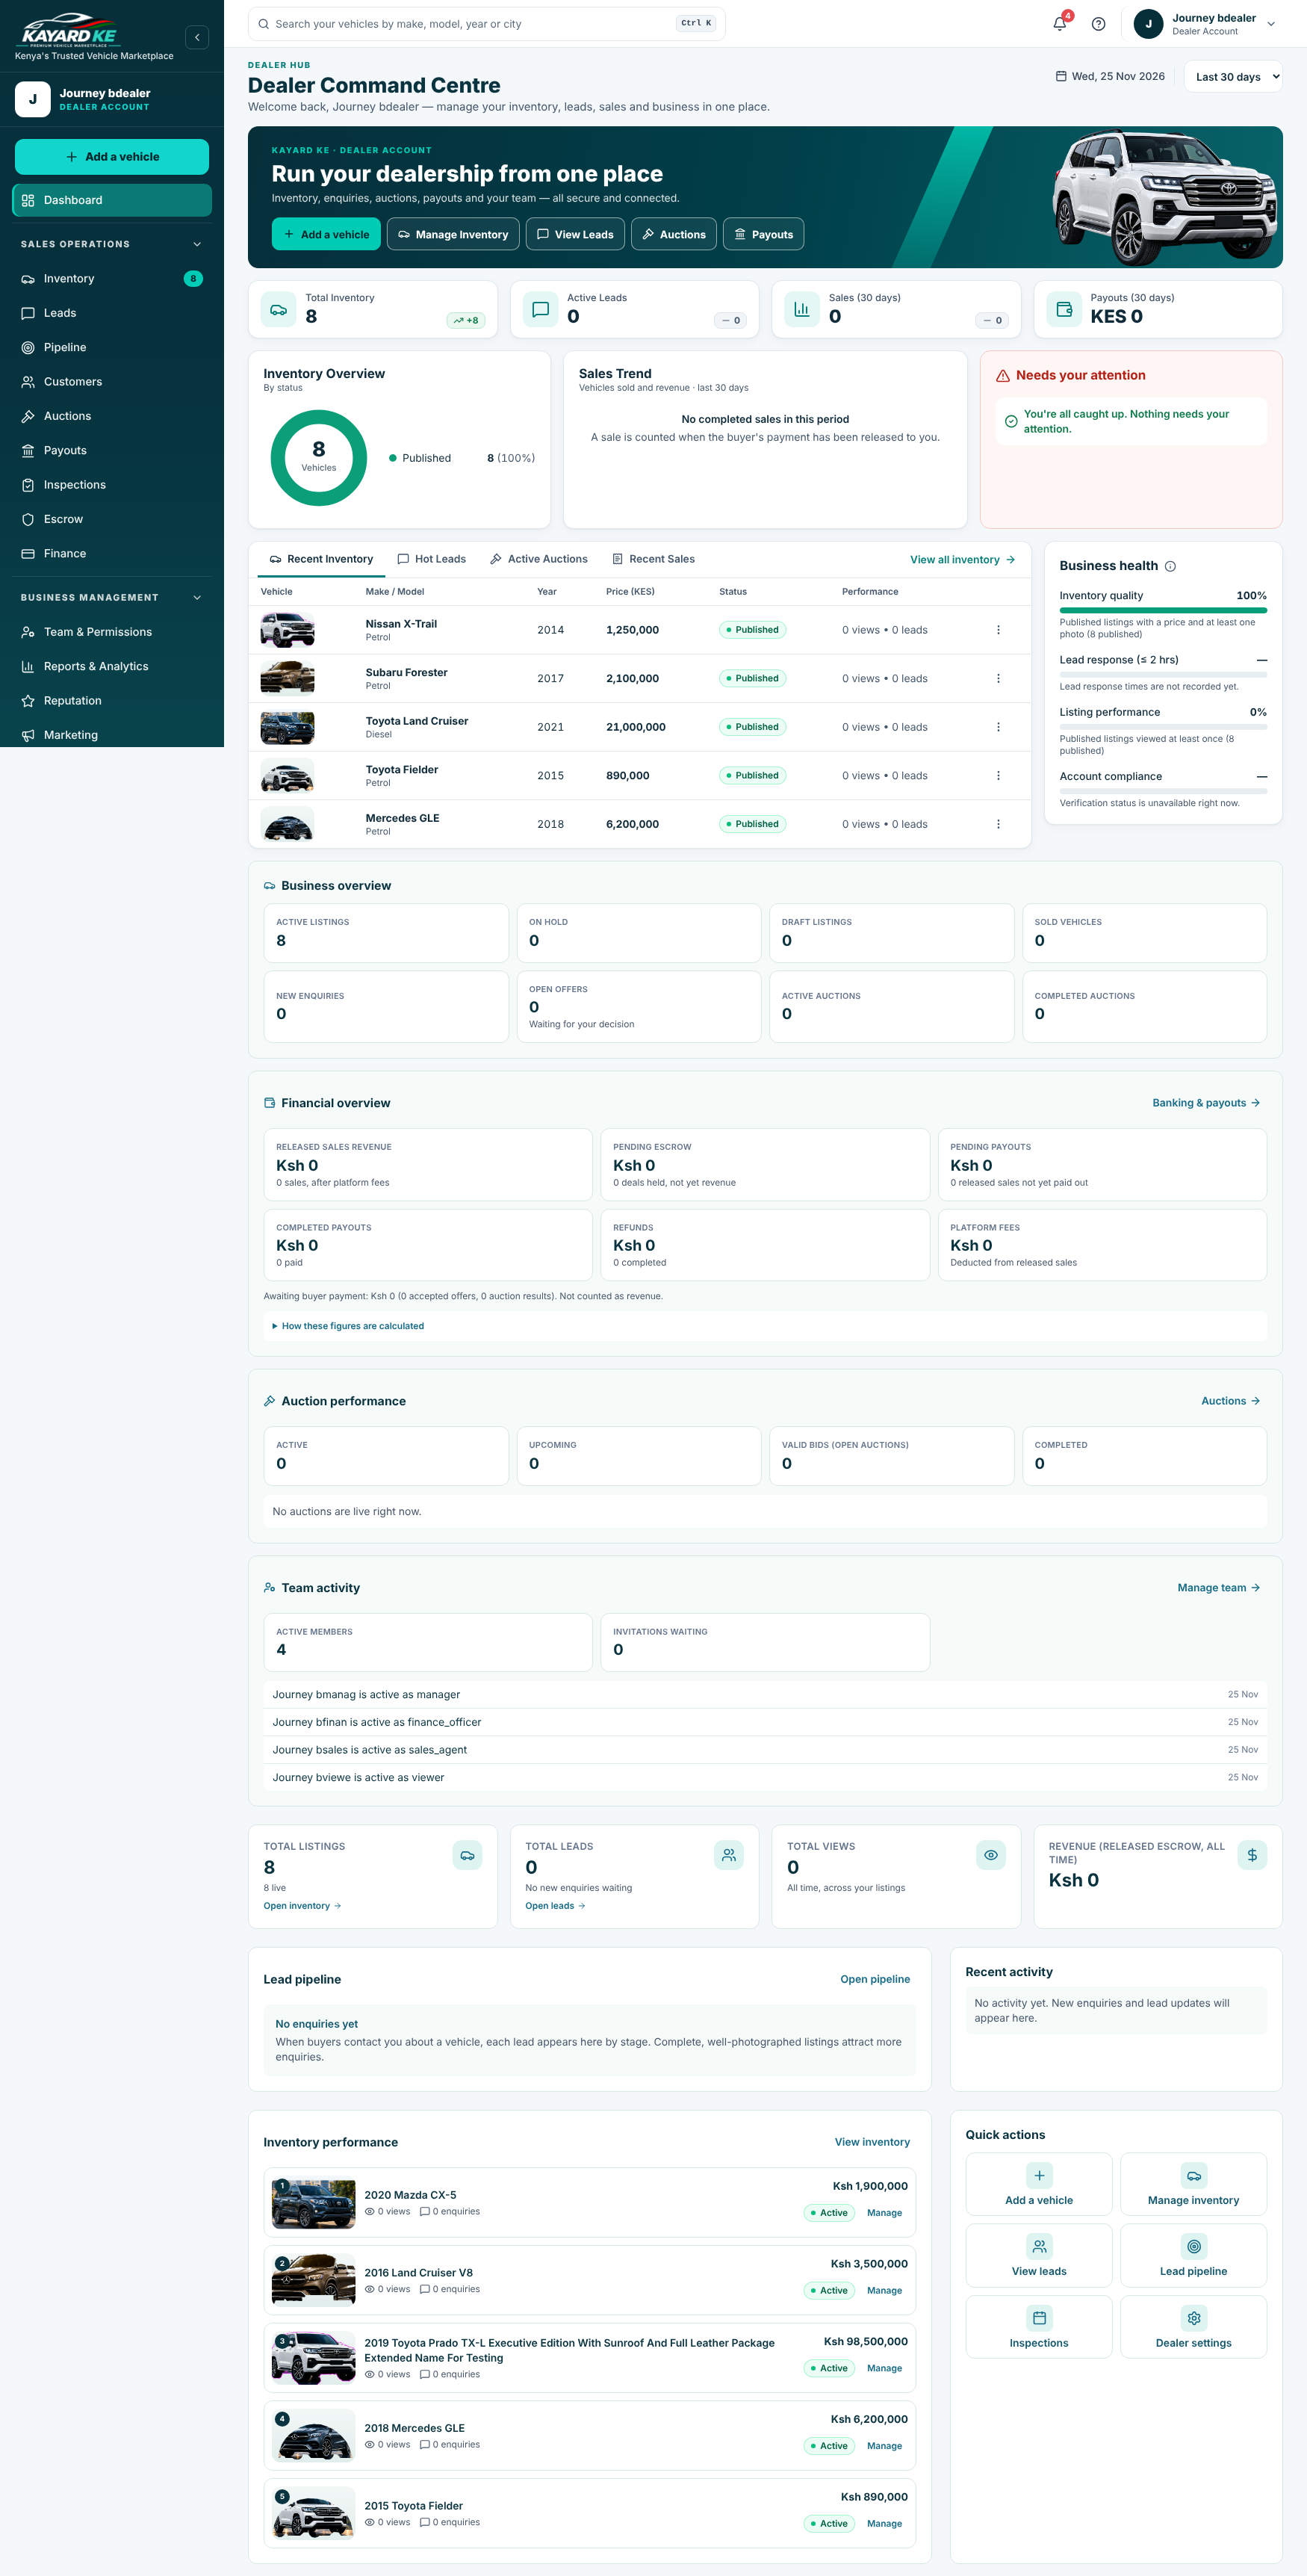 KAYARD KE
PREMIUM VEHICLE MARKETPLACE
Kenya's Trusted Vehicle Marketplace
J
Journey bdealer
DEALER ACCOUNT
Add a vehicle
Dashboard
SALES OPERATIONS
Inventory 8
Leads
Pipeline
Customers
Auctions
Payouts
Inspections
Escrow
Finance
BUSINESS MANAGEMENT
Team & Permissions
Reports & Analytics
Reputation
Marketing
Search your vehicles by make, model, year or city Ctrl K
4
J
Journey bdealer
Dealer Account
DEALER HUB
Dealer Command Centre
Welcome back, Journey bdealer — manage your inventory, leads, sales and business in one place.
Wed, 25 Nov 2026
Last 30 days
KAYARD KE · DEALER ACCOUNT
Run your dealership from one place
Inventory, enquiries, auctions, payouts and your team — all secure and connected.
Add a vehicle Manage Inventory View Leads Auctions Payouts
Total Inventory
8 +8
Active Leads
0 — 0
Sales (30 days)
0 — 0
Payouts (30 days)
KES 0
Inventory Overview
By status
8
Vehicles
Published 8 (100%)
Sales Trend
Vehicles sold and revenue · last 30 days
No completed sales in this period
A sale is counted when the buyer's payment has been released to you.
Needs your attention
You're all caught up. Nothing needs your
attention.
Recent Inventory Hot Leads Active Auctions Recent Sales View all inventory →
Vehicle Make / Model Year Price (KES) Status Performance
Nissan X-Trail
Petrol
2014 1,250,000 Published 0 views • 0 leads
Subaru Forester
Petrol
2017 2,100,000 Published 0 views • 0 leads
Toyota Land Cruiser
Diesel
2021 21,000,000 Published 0 views • 0 leads
Toyota Fielder
Petrol
2015 890,000 Published 0 views • 0 leads
Mercedes GLE
Petrol
2018 6,200,000 Published 0 views • 0 leads
Business health
Inventory quality 100%
Published listings with a price and at least one
photo (8 published)
Lead response (≤ 2 hrs) —
Lead response times are not recorded yet.
Listing performance 0%
Published listings viewed at least once (8
published)
Account compliance —
Verification status is unavailable right now.
Business overview
ACTIVE LISTINGS
8
ON HOLD
0
DRAFT LISTINGS
0
SOLD VEHICLES
0
NEW ENQUIRIES
0
OPEN OFFERS
0
Waiting for your decision
ACTIVE AUCTIONS
0
COMPLETED AUCTIONS
0
Financial overview Banking & payouts →
RELEASED SALES REVENUE
Ksh 0
0 sales, after platform fees
PENDING ESCROW
Ksh 0
0 deals held, not yet revenue
PENDING PAYOUTS
Ksh 0
0 released sales not yet paid out
COMPLETED PAYOUTS
Ksh 0
0 paid
REFUNDS
Ksh 0
0 completed
PLATFORM FEES
Ksh 0
Deducted from released sales
Awaiting buyer payment: Ksh 0 (0 accepted offers, 0 auction results). Not counted as revenue.
▶ How these figures are calculated
Auction performance Auctions →
ACTIVE
0
UPCOMING
0
VALID BIDS (OPEN AUCTIONS)
0
COMPLETED
0
No auctions are live right now.
Team activity Manage team →
ACTIVE MEMBERS
4
INVITATIONS WAITING
0
Journey bmanag is active as manager 25 Nov
Journey bfinan is active as finance_officer 25 Nov
Journey bsales is active as sales_agent 25 Nov
Journey bviewe is active as viewer 25 Nov
TOTAL LISTINGS
8
8 live
Open inventory →
TOTAL LEADS
0
No new enquiries waiting
Open leads →
TOTAL VIEWS
0
All time, across your listings
REVENUE (RELEASED ESCROW, ALL
TIME)
Ksh 0
Lead pipeline Open pipeline
No enquiries yet
When buyers contact you about a vehicle, each lead appears here by stage. Complete, well-photographed listings attract more
enquiries.
Recent activity
No activity yet. New enquiries and lead updates will
appear here.
Inventory performance View inventory
1
2020 Mazda CX-5
0 views 0 enquiries
Ksh 1,900,000
Active Manage
2
2016 Land Cruiser V8
0 views 0 enquiries
Ksh 3,500,000
Active Manage
3
2019 Toyota Prado TX-L Executive Edition With Sunroof And Full Leather Package
Extended Name For Testing
0 views 0 enquiries
Ksh 98,500,000
Active Manage
4
2018 Mercedes GLE
0 views 0 enquiries
Ksh 6,200,000
Active Manage
5
2015 Toyota Fielder
0 views 0 enquiries
Ksh 890,000
Active Manage
Quick actions
Add a vehicle
Manage inventory
View leads
Lead pipeline
Inspections
Dealer settings